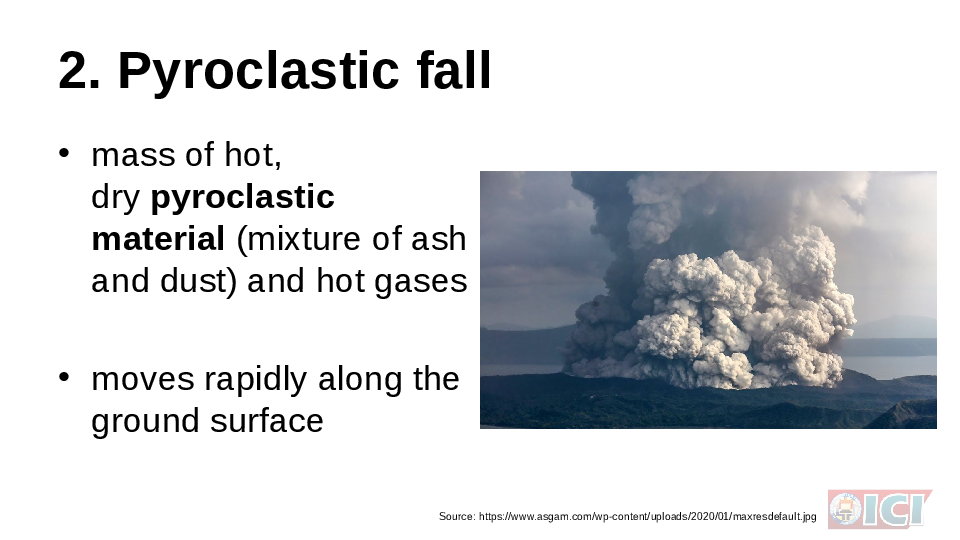 2. Pyroclastic fall
• mass of hot,
dry pyroclastic
material (mixture of ash
and dust) and hot gases
• moves rapidly along the
ground surface
Source: https://www.asgam.com/wp-content/uploads/2020/01/maxresdefault.jpg
ICI